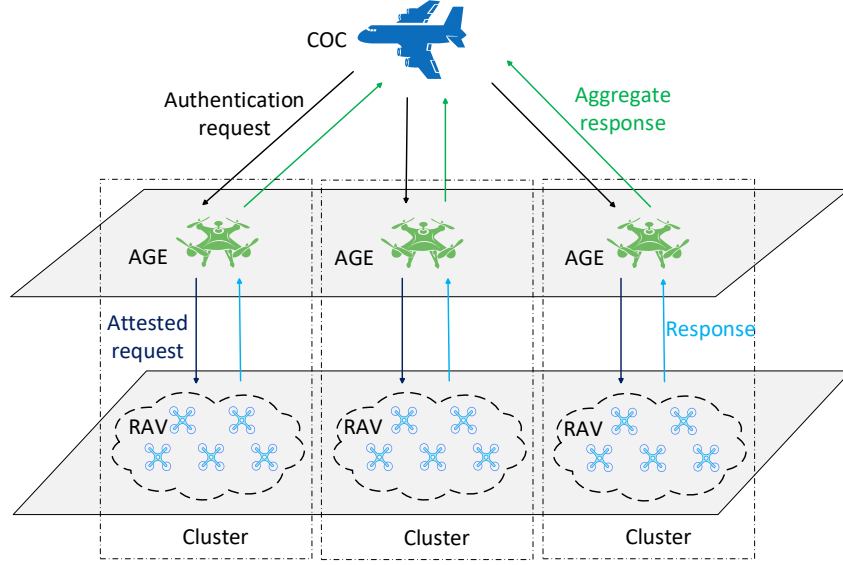 COC
Authentication
request
Aggregate
response
AGE
AGE
AGE
Attested
request
Response
RAV
RAV
RAV
Cluster
Cluster
Cluster